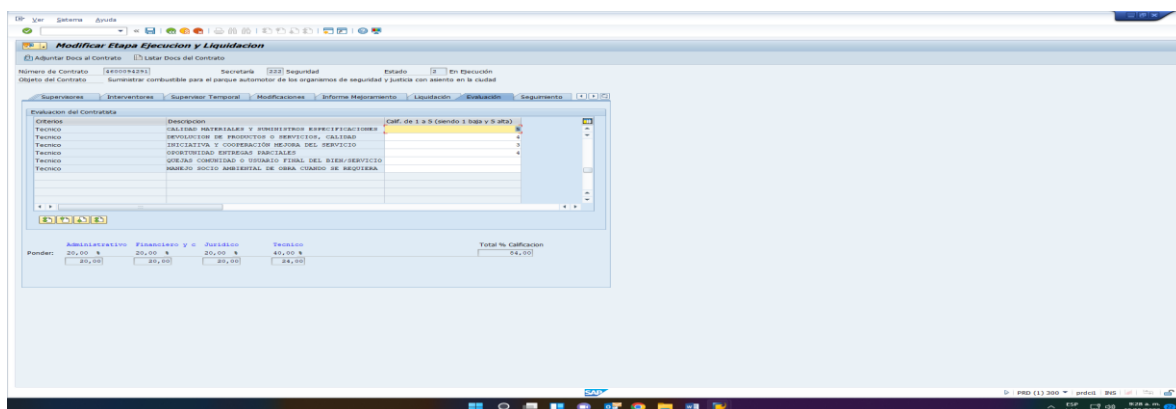 Ver Sistema Ayuda
Modificar Etapa Ejecucion y Liquidacion
Adjuntar Docs al Contrato Listar Docs del Contrato
Número de Contrato 4600094291 Secretaría 222 Seguridad Estado 2 En Ejecución
Objeto del Contrato Suministrar combustible para el parque automotor de los organismos de seguridad y justicia con asiento en la ciudad
Supervisores Interventores Supervisor Temporal Modificaciones Informe Mejoramiento Liquidación Evaluación Seguimiento
Evaluacion del Contratista
Criterios Descripcion Calif. de 1 a 5 (siendo 1 baja y 5 alta)
Tecnico CALIDAD MATERIALES Y SUMINISTROS ESPECIFICACIONES
Tecnico DEVOLUCION DE PRODUCTOS O SERVICIOS, CALIDAD 4
Tecnico INICIATIVA Y COOPERACIÓN MEJORA DEL SERVICIO 3
Tecnico OPORTUNIDAD ENTREGAS PARCIALES 4
Tecnico QUEJAS COMUNIDAD O USUARIO FINAL DEL BIEN/SERVICIO
Tecnico MANEJO SOCIO AMBIENTAL DE OBRA CUANDO SE REQUIERA
Administrativo Financiero y c Juridico Tecnico Total % Calificacion
Ponder: 20,00 % 20,00 % 20,00 % 40,00 % 84,00
20,00 20,00 20,00 24,00
SAP
PRD (1) 300 prdcli INS
ESP 9:28 a. m.